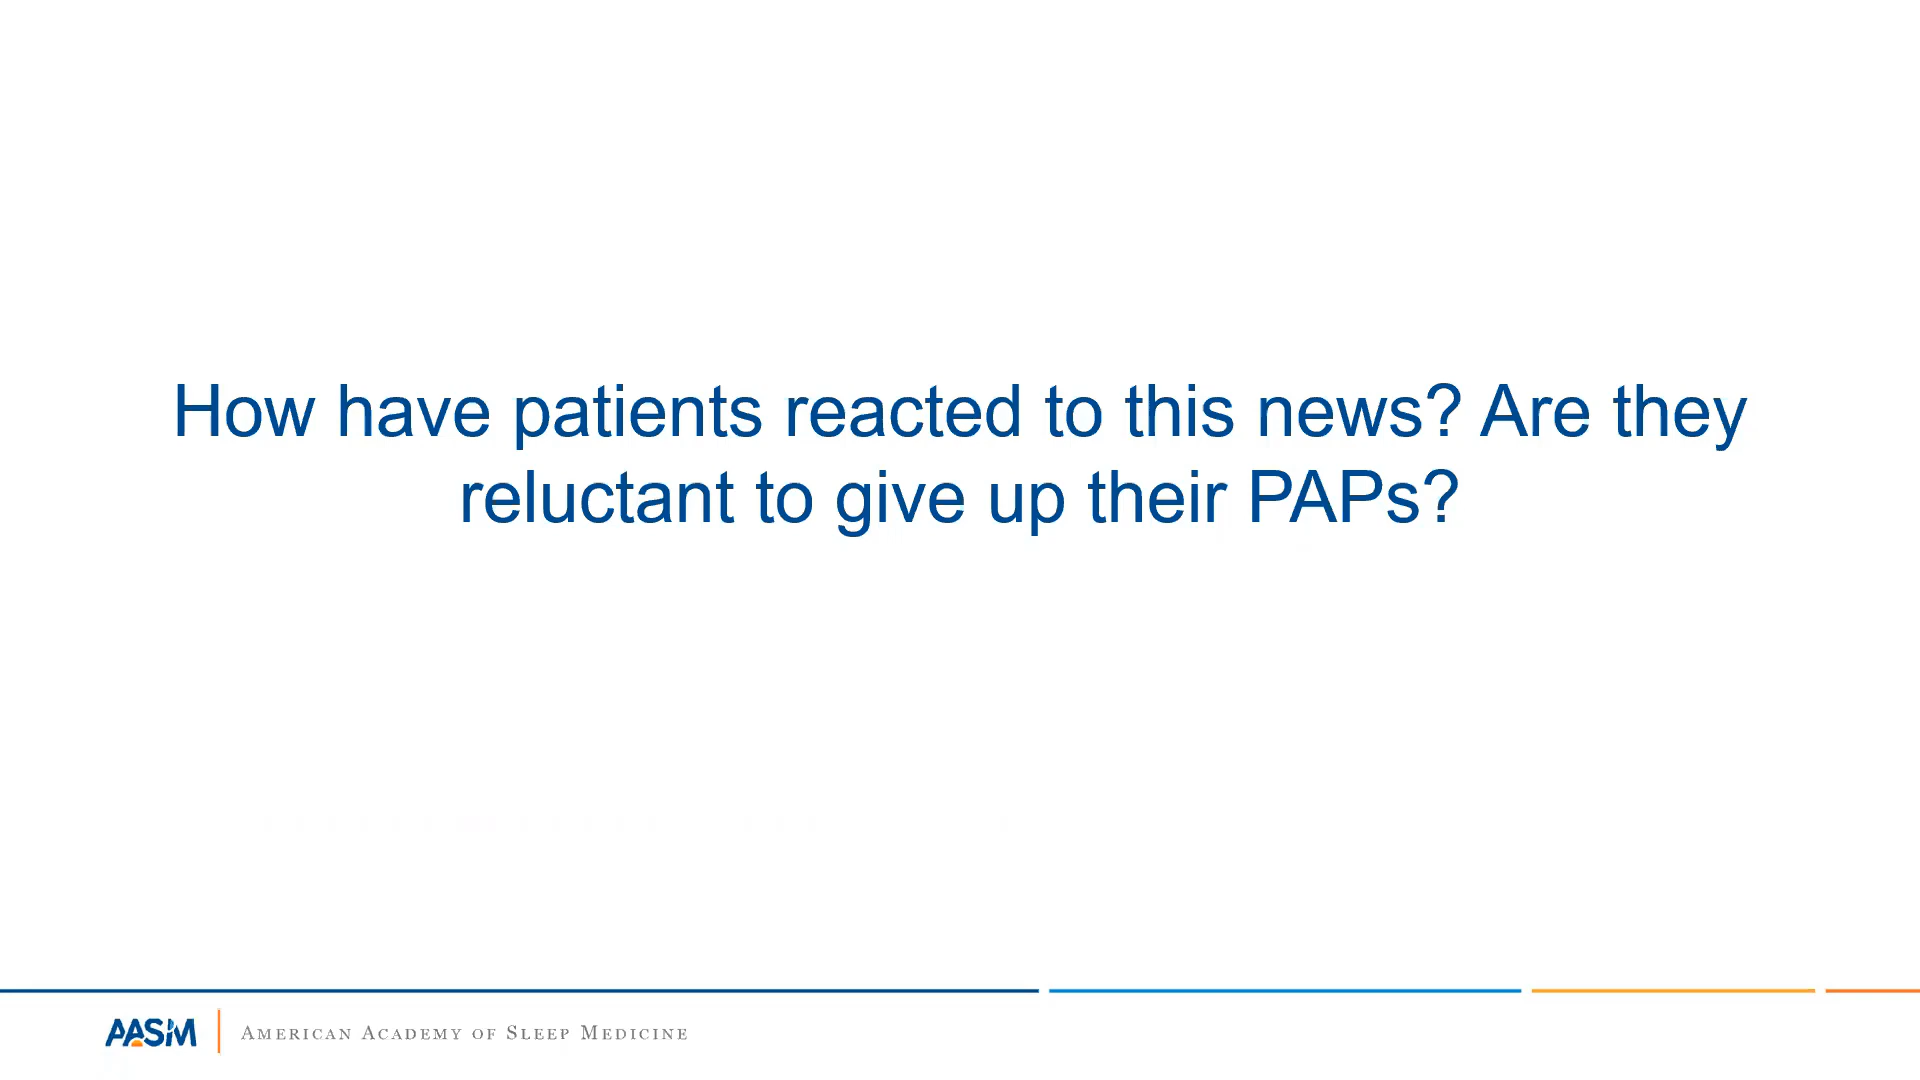 How have patients reacted to this news? Are they
reluctant to give up their PAPs?
AASM
American Academy of Sleep Medicine